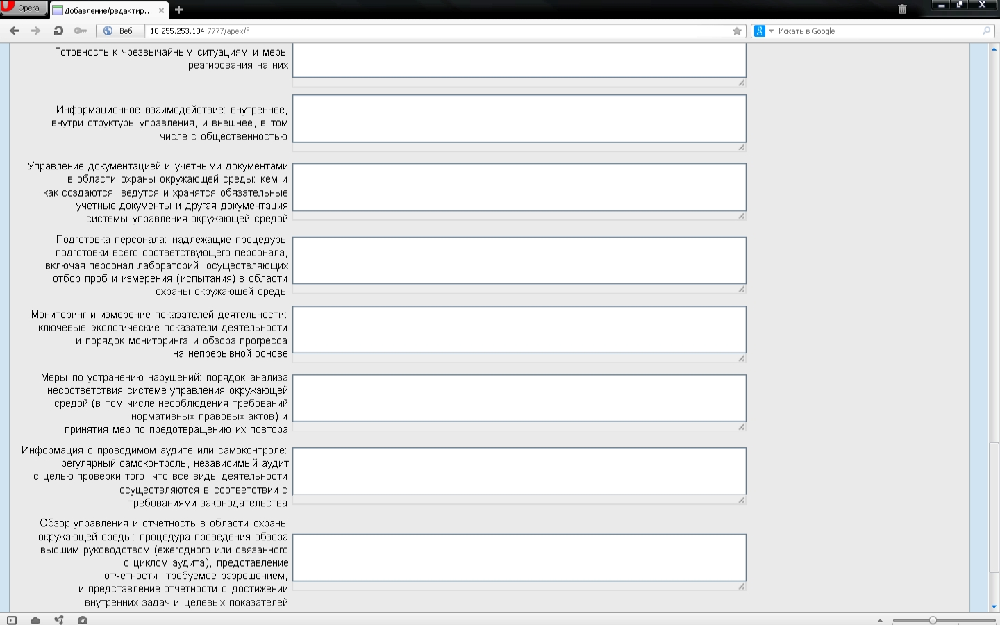 Opera
Добавление/редактир...
Веб
10.255.253.104:7777/apex/f
Искать в Google
Готовность к чрезвычайным ситуациям и меры
реагирования на них
Информационное взаимодействие: внутреннее,
внутри структуры управления, и внешнее, в том
числе с общественностью
Управление документацией и учетными документами
в области охраны окружающей среды: кем и
как создаются, ведутся и хранятся обязательные
учетные документы и другая документация
системы управления окружающей средой
Подготовка персонала: надлежащие процедуры
подготовки всего соответствующего персонала,
включая персонал лабораторий, осуществляющих
отбор проб и измерения (испытания) в области
охраны окружающей среды
Мониторинг и измерение показателей деятельности:
ключевые экологические показатели деятельности
и порядок мониторинга и обзора прогресса
на непрерывной основе
Меры по устранению нарушений: порядок анализа
несоответствия системе управления окружающей
средой (в том числе несоблюдения требований
нормативных правовых актов) и
принятия мер по предотвращению их повтора
Информация о проводимом аудите или самоконтроле:
регулярный самоконтроль, независимый аудит
с целью проверки того, что все виды деятельности
осуществляются в соответствии с
требованиями законодательства
Обзор управления и отчетность в области охраны
окружающей среды: процедура проведения обзора
высшим руководством (ежегодного или связанного
с циклом аудита), представление
отчетности, требуемое разрешением,
и представление отчетности о достижении
внутренних задач и целевых показателей